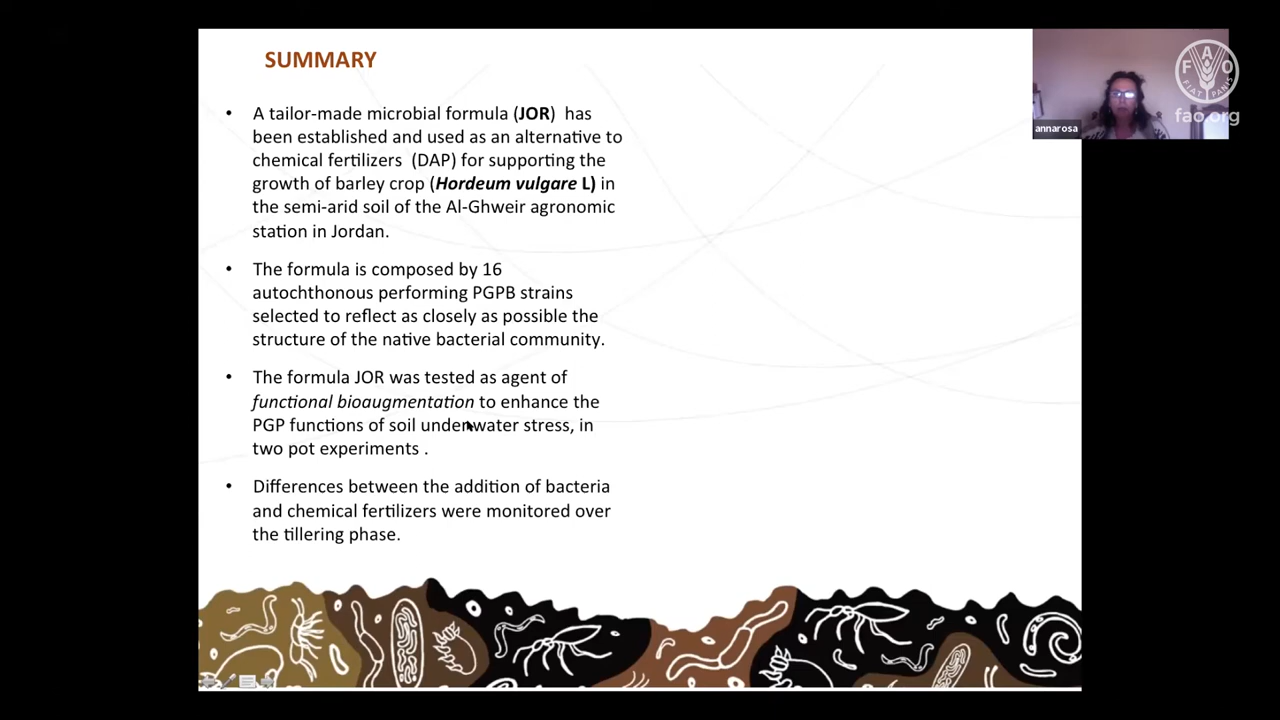 SUMMARY
• A tailor-made microbial formula (JOR) has
been established and used as an alternative to
chemical fertilizers (DAP) for supporting the
growth of barley crop (Hordeum vulgare L) in
the semi-arid soil of the Al-Ghweir agronomic
station in Jordan.
• The formula is composed by 16
autochthonous performing PGPB strains
selected to reflect as closely as possible the
structure of the native bacterial community.
• The formula JOR was tested as agent of
functional bioaugmentation to enhance the
PGP functions of soil under water stress, in
two pot experiments .
• Differences between the addition of bacteria
and chemical fertilizers were monitored over
the tillering phase.
F A O
FIAT PANIS
fao.org
annarosa